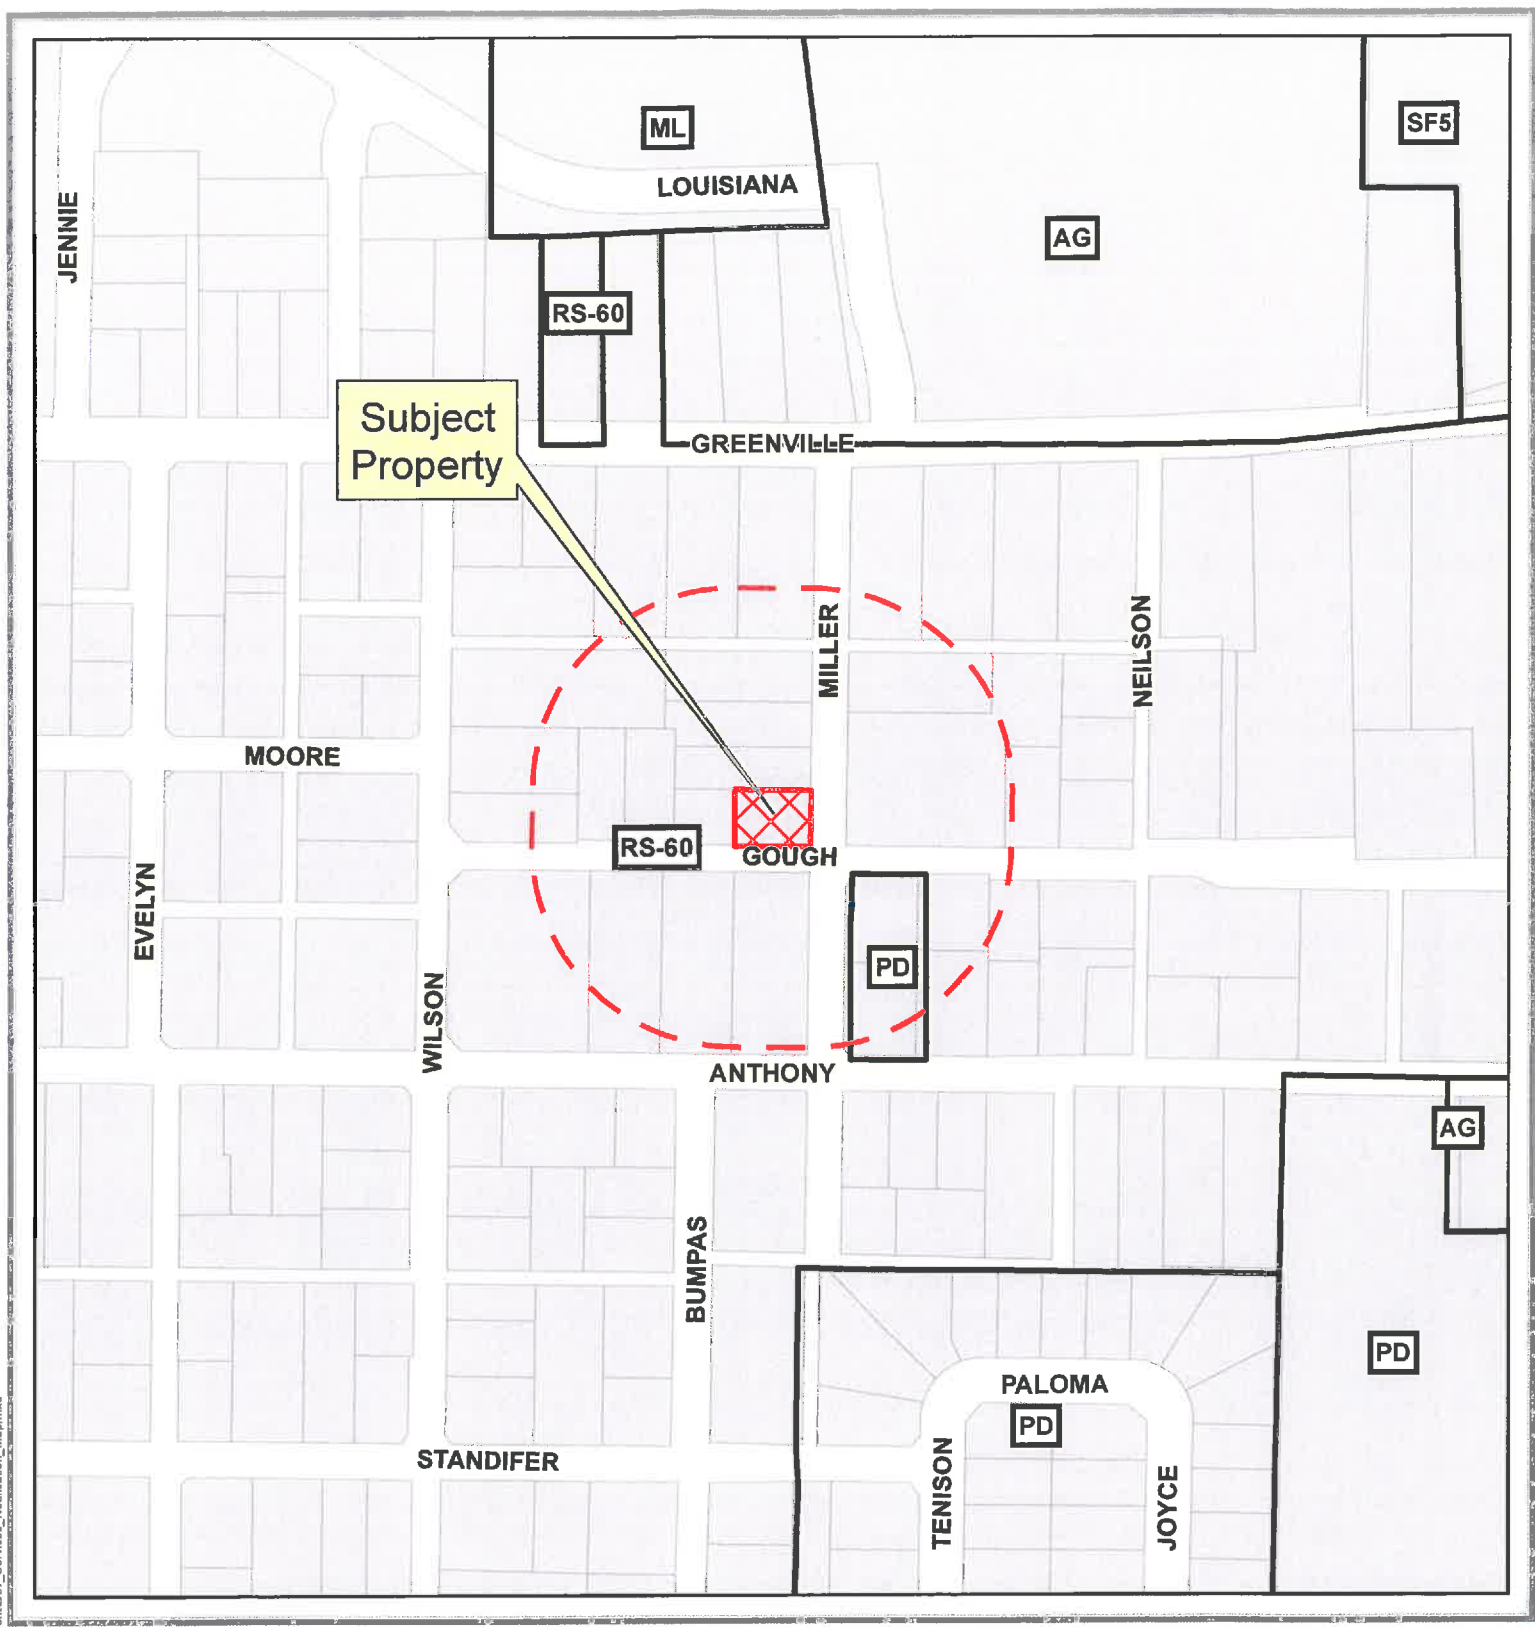 ML
SF5
LOUISIANA
JENNIE
AG
RS-60
Subject
Property
GREENVILLE
MILLER
NEILSON
MOORE
RS-60
GOUGH
EVELYN
PD
WILSON
ANTHONY
AG
BUMPAS
PD
PALOMA
PD
STANDIFER
TENISON
JOYCE